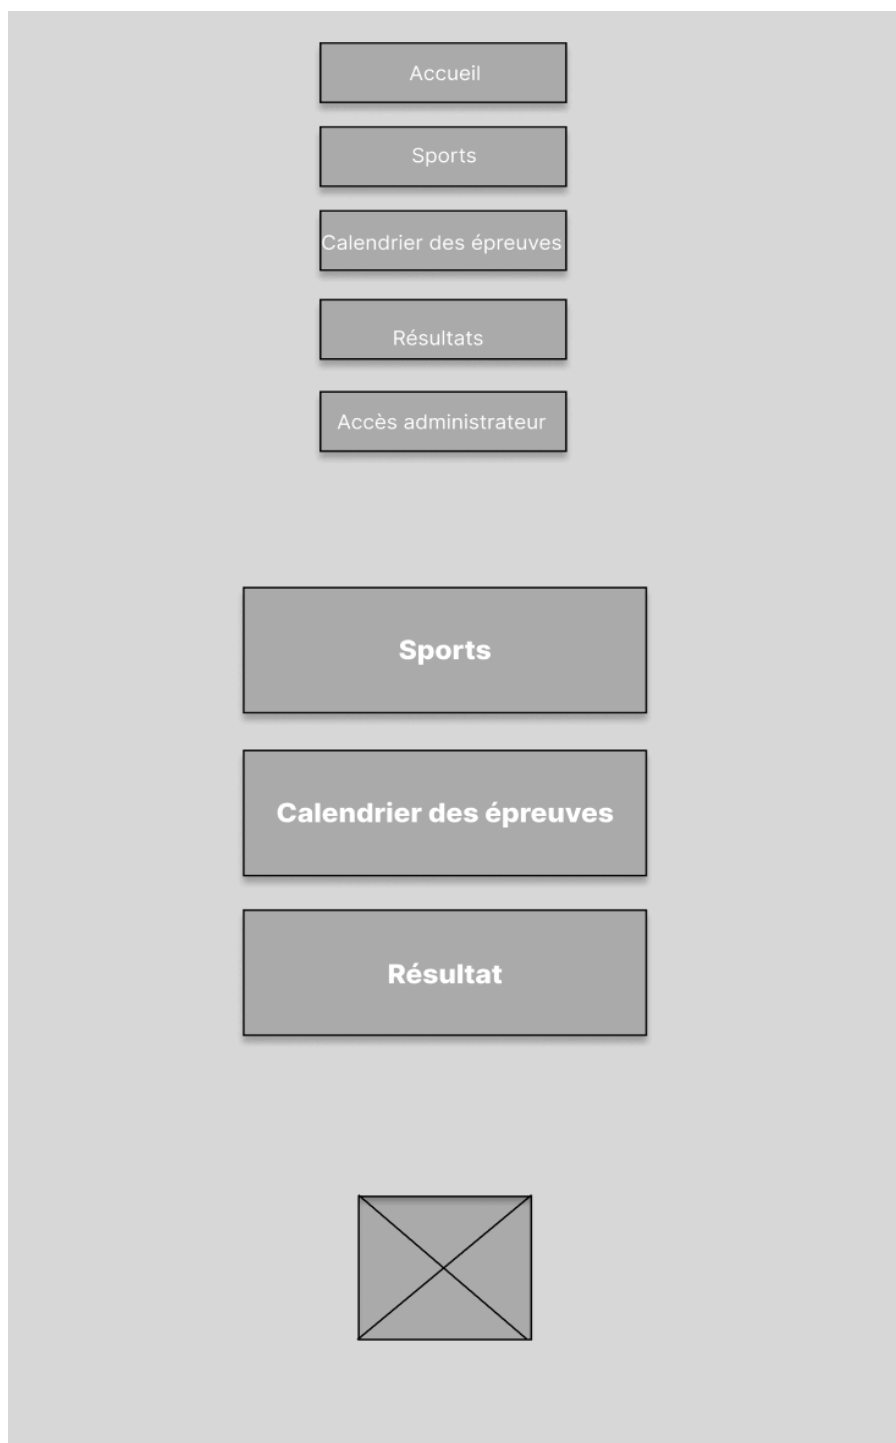 Accueil
Sports
Calendrier des épreuves
Résultats
Accès administrateur
Sports
Calendrier des épreuves
Résultat